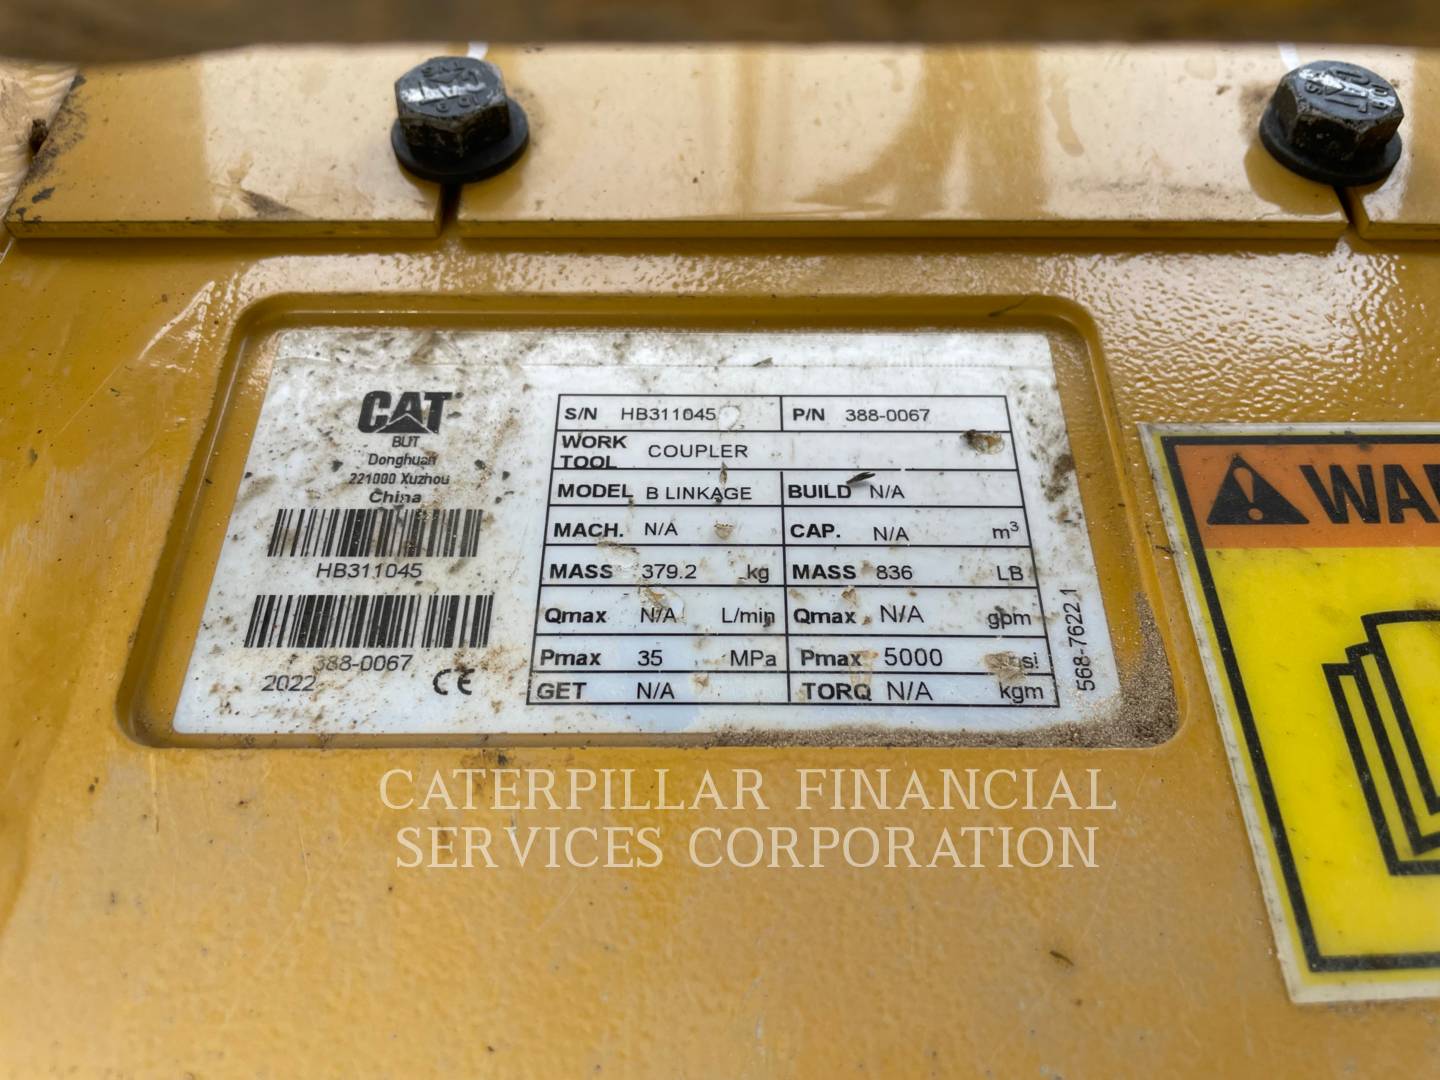 CAT
BUT
Donghuan
221000 Xuzhou
China
HB311045
388-0067
2022 CE
S/N HB311045 P/N 388-0067
WORK TOOL COUPLER
MODEL B LINKAGE BUILD N/A
MACH. N/A CAP. N/A m³
MASS 379.2 kg MASS 836 LB
Qmax N/A L/min Qmax N/A gpm
Pmax 35 MPa Pmax 5000
GET N/A TORQ N/A kgm
568-7622.1
CATERPILLAR FINANCIAL
SERVICES CORPORATION